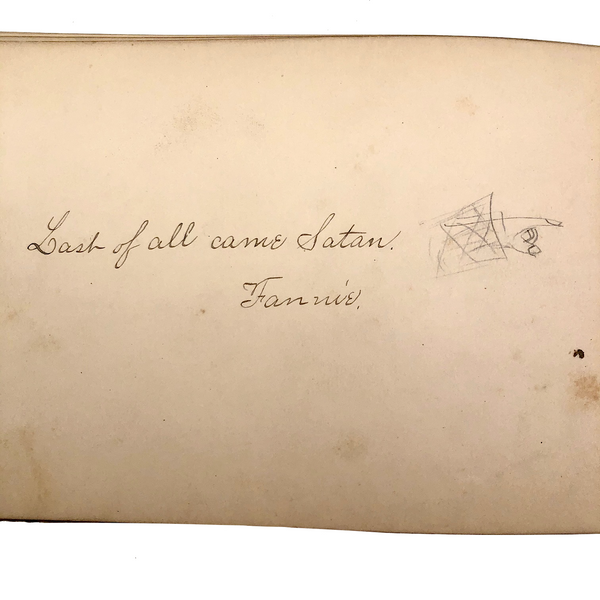 Last of all came Satan.
Fannie.